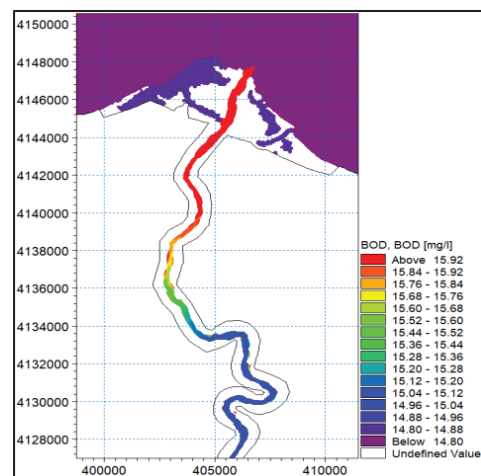 4150000
4148000
4146000
4144000
4142000
4140000
4138000
4136000
4134000
4132000
4130000
4128000
400000 405000 410000
BOD, BOD [mg/l]
Above 15.92
15.84 - 15.92
15.76 - 15.84
15.68 - 15.76
15.60 - 15.68
15.52 - 15.60
15.44 - 15.52
15.36 - 15.44
15.28 - 15.36
15.20 - 15.28
15.12 - 15.20
15.04 - 15.12
14.96 - 15.04
14.88 - 14.96
14.80 - 14.88
Below 14.80
Undefined Value